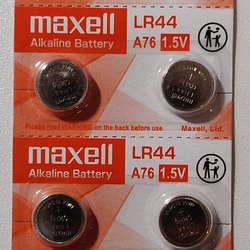 maxell LR44
Alkaline Battery A76 1.5V
Please read WARNING on the back before use. Maxell, Ltd.
maxell LR44
Alkaline Battery A76 1.5V